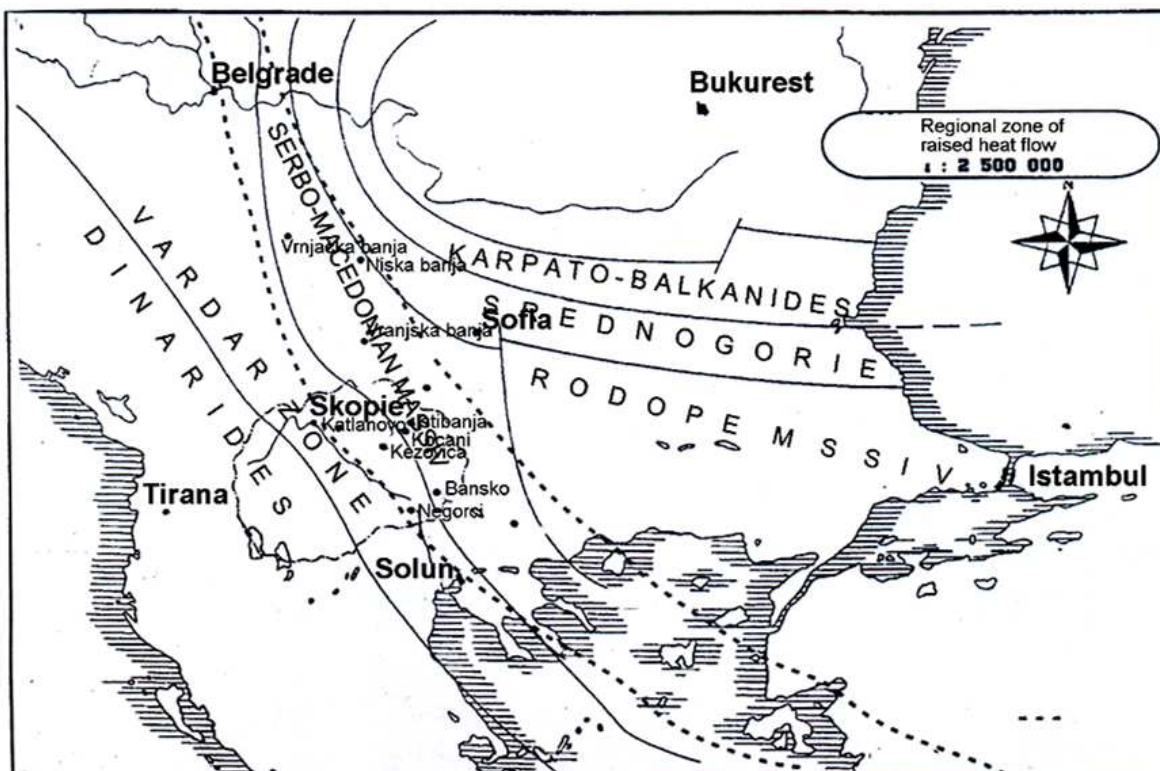 Belgrade
Bukurest
Regional zone of
raised heat flow
1 : 2 500 000
N
SERBO-MACEDONIAN MASSIV
VARDAR ZONE
DINARIDES
Vrnjacka banja
Niska banja
KARPATO-BALKANIDES
SREDNOGORIE
Sofia
Vranjska banja
RODOPE MSSIV
Skopie
Katlanovo
Istibanja
Kocani
Kezovica
Tirana
Bansko
Negorci
Istambul
Solun